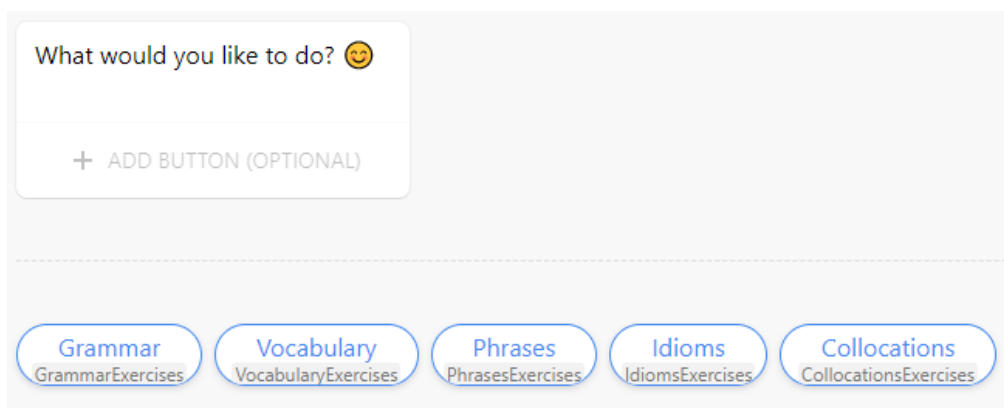 What would you like to do? 😊
+ ADD BUTTON (OPTIONAL)
Grammar Vocabulary Phrases Idioms Collocations
GrammarExercises VocabularyExercises PhrasesExercises IdiomsExercises CollocationsExercises